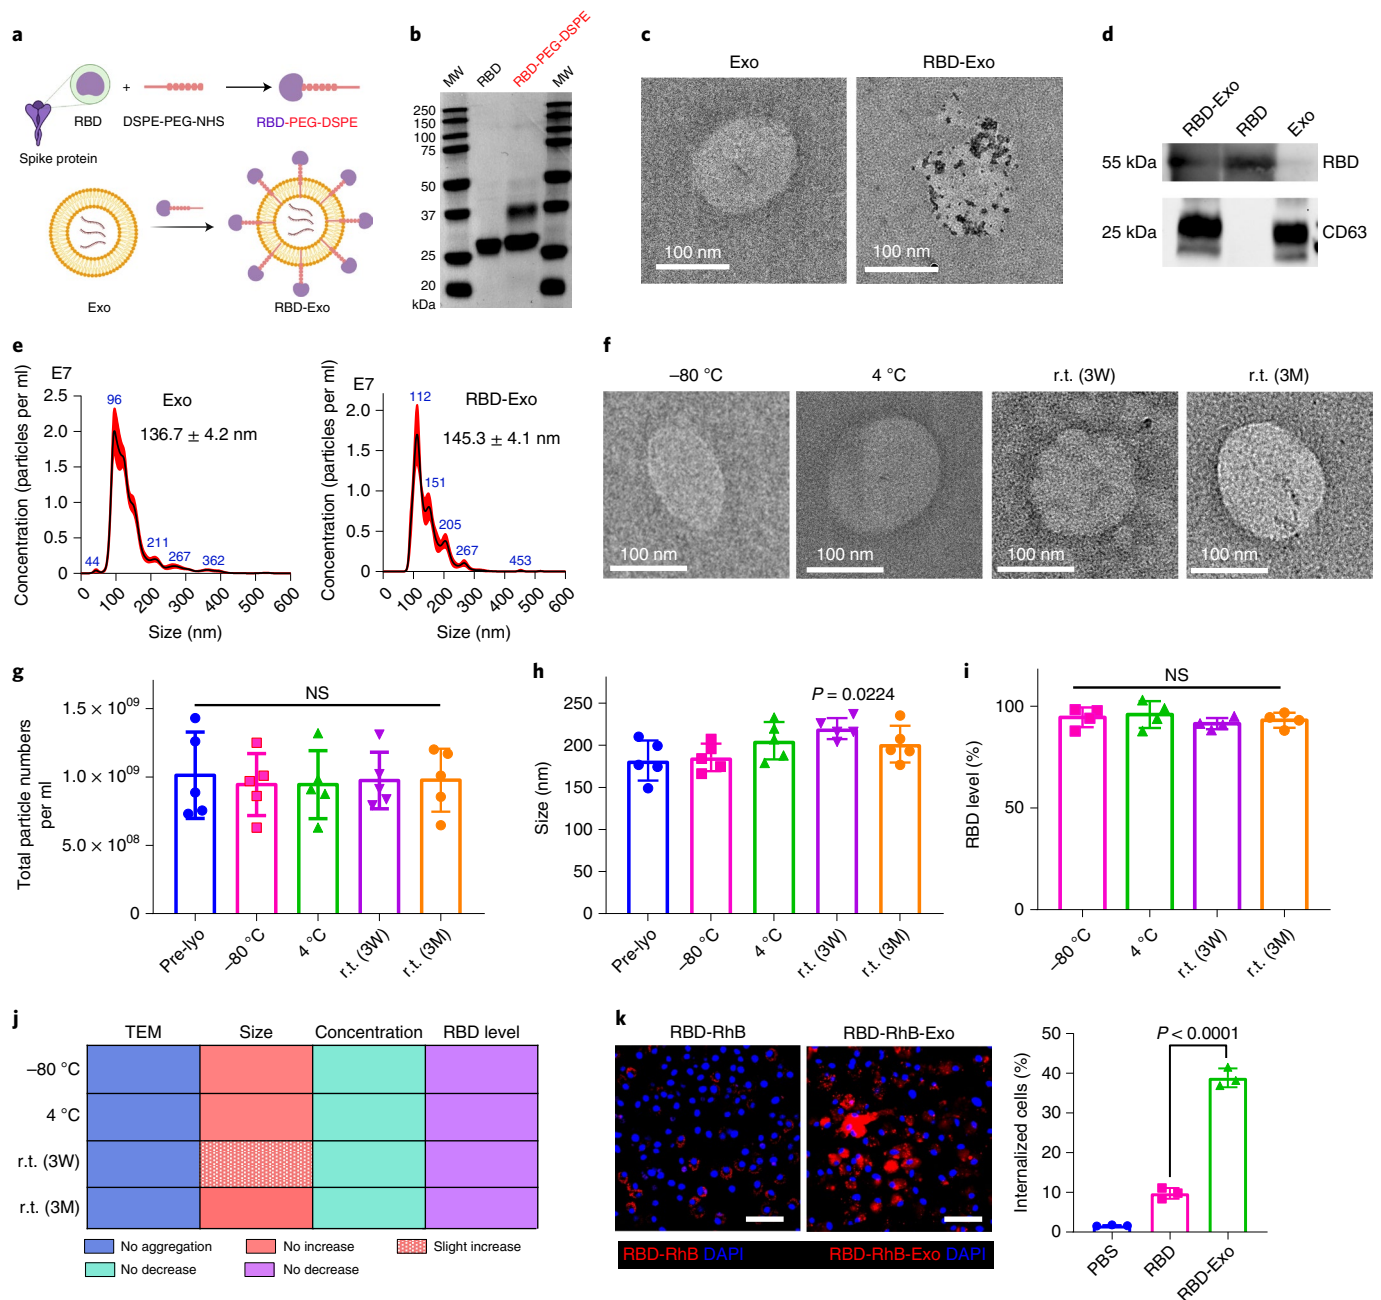 a
RBD
+
DSPE-PEG-NHS
RBD-PEG-DSPE
Spike protein
Exo
RBD-Exo
b
MW
RBD
RBD-PEG-DSPE
MW
250
150
100
75
50
37
25
20
kDa
c
Exo
RBD-Exo
100 nm
100 nm
d
RBD-Exo
RBD
Exo
55 kDa
RBD
25 kDa
CD63
e
E7
Concentration (particles per ml)
2.5
2.0
1.5
1.0
0.5
0
96
Exo
136.7 ± 4.2 nm
44
211
267
362
0
100
200
300
400
500
600
Size (nm)
E7
Concentration (particles per ml)
2.0
1.5
1.0
0.5
0
112
RBD-Exo
145.3 ± 4.1 nm
151
205
267
453
0
100
200
300
400
500
600
Size (nm)
f
–80 °C
4 °C
r.t. (3W)
r.t. (3M)
100 nm
100 nm
100 nm
100 nm
g
NS
Total particle numbers
per ml
1.5 × 10⁰⁹
1.0 × 10⁰⁹
5.0 × 10⁰⁸
0
Pre-lyo
–80 °C
4 °C
r.t. (3W)
r.t. (3M)
h
P = 0.0224
Size (nm)
250
200
150
100
50
0
Pre-lyo
–80 °C
4 °C
r.t. (3W)
r.t. (3M)
i
NS
RBD level (%)
100
50
0
–80 °C
4 °C
r.t. (3W)
r.t. (3M)
j
TEM
Size
Concentration
RBD level
–80 °C
4 °C
r.t. (3W)
r.t. (3M)
No aggregation
No increase
Slight increase
No decrease
No decrease
k
RBD-RhB
RBD-RhB-Exo
RBD-RhB DAPI
RBD-RhB-Exo DAPI
Internalized cells (%)
50
40
30
20
10
0
P < 0.0001
PBS
RBD
RBD-Exo